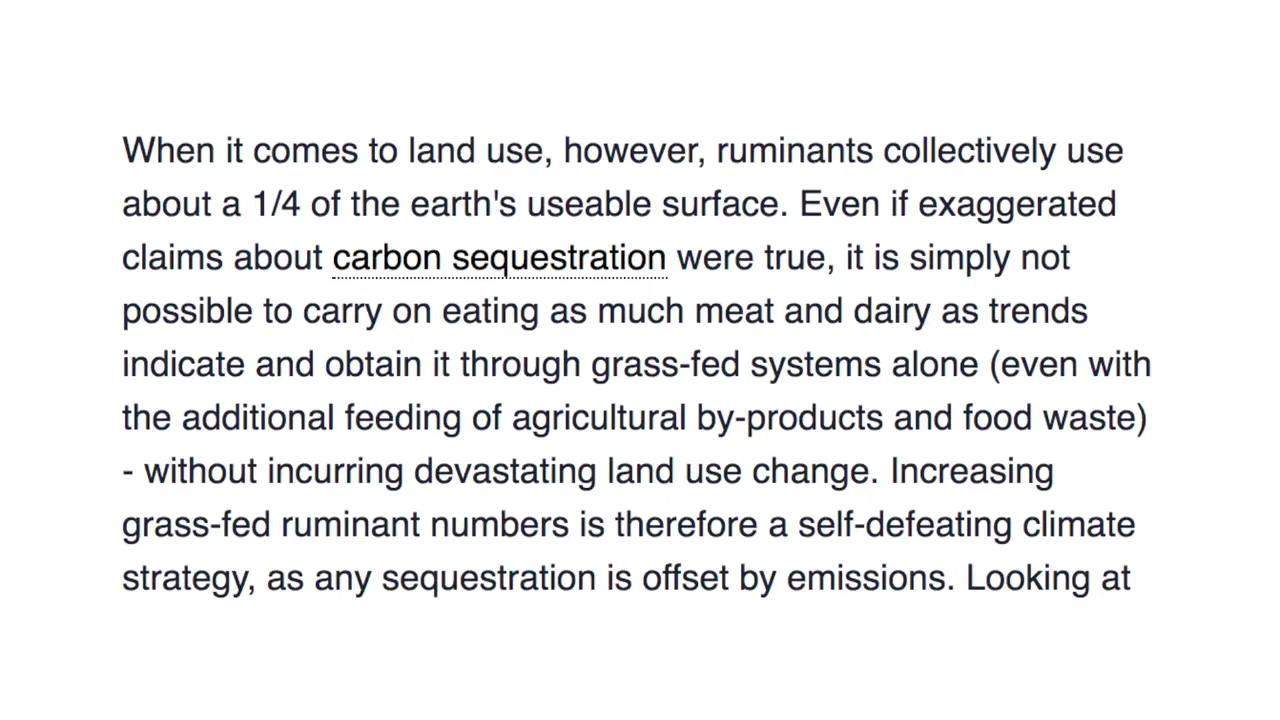 When it comes to land use, however, ruminants collectively use
about a 1/4 of the earth's useable surface. Even if exaggerated
claims about carbon sequestration were true, it is simply not
possible to carry on eating as much meat and dairy as trends
indicate and obtain it through grass-fed systems alone (even with
the additional feeding of agricultural by-products and food waste)
- without incurring devastating land use change. Increasing
grass-fed ruminant numbers is therefore a self-defeating climate
strategy, as any sequestration is offset by emissions. Looking at